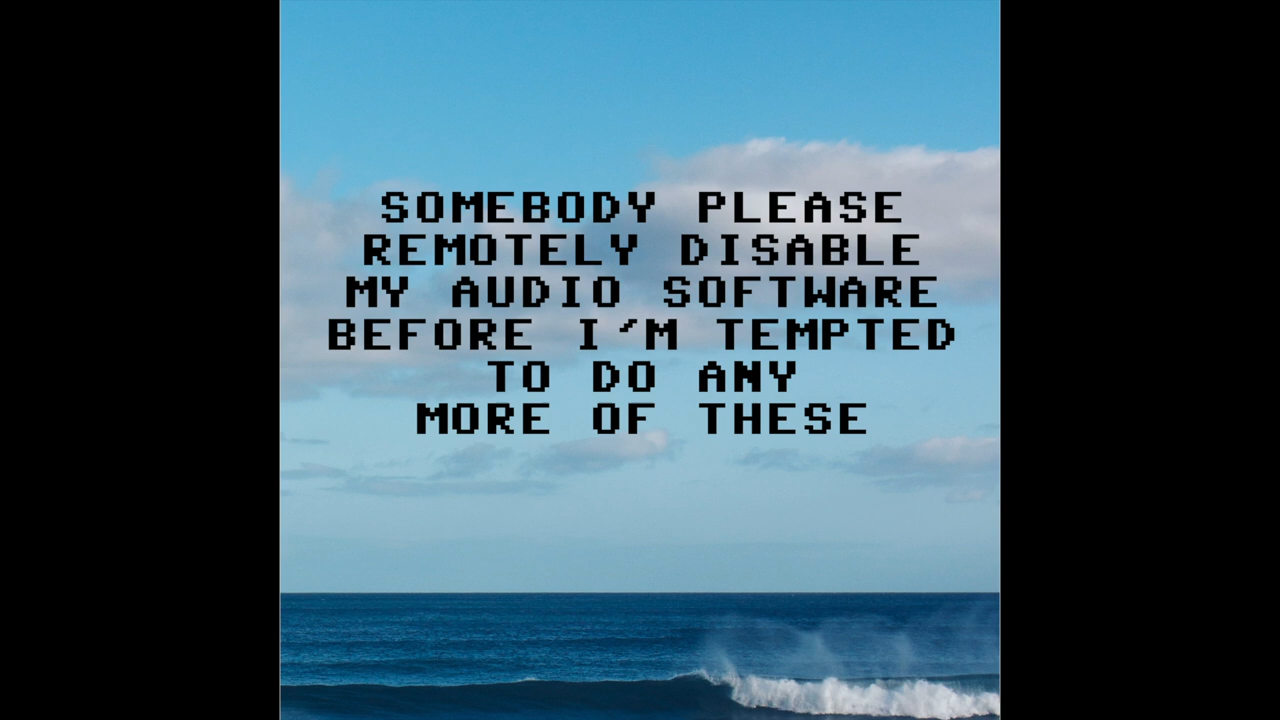 SOMEBODY PLEASE
REMOTELY DISABLE
MY AUDIO SOFTWARE
BEFORE I'M TEMPTED
TO DO ANY
MORE OF THESE